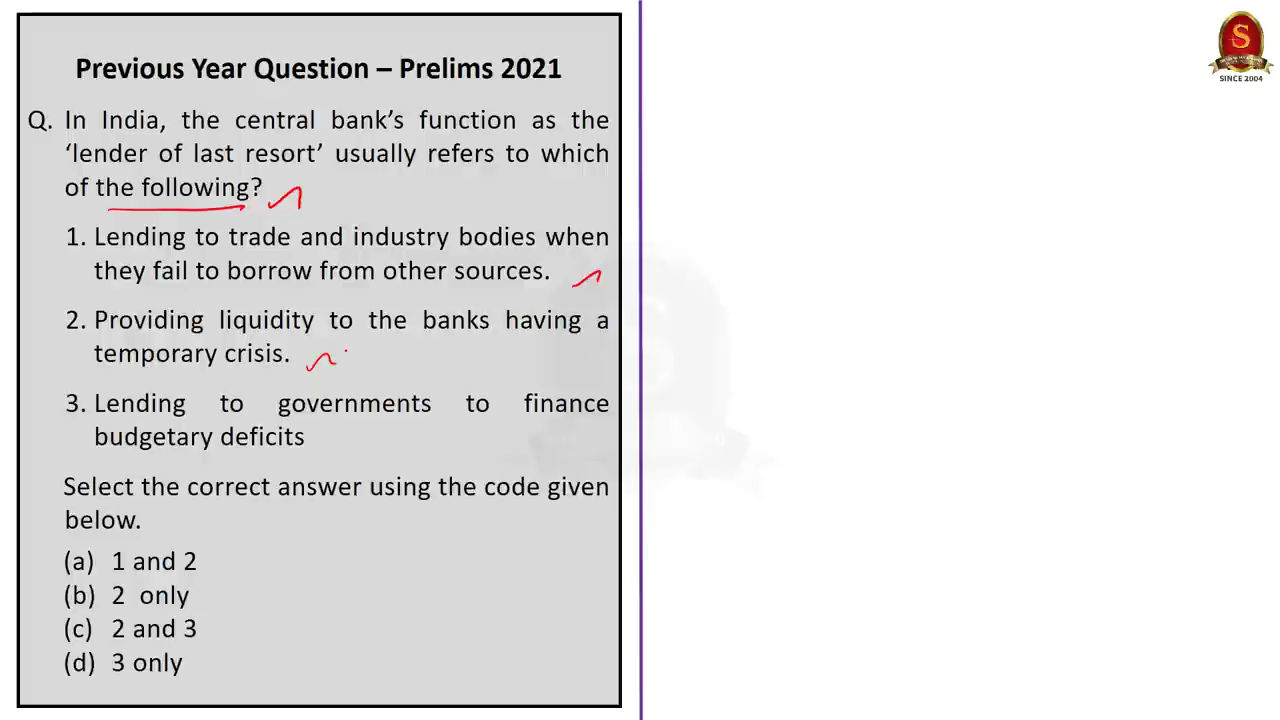 Previous Year Question – Prelims 2021
Q. In India, the central bank’s function as the
‘lender of last resort’ usually refers to which
of the following?
1. Lending to trade and industry bodies when
they fail to borrow from other sources.
2. Providing liquidity to the banks having a
temporary crisis.
3. Lending to governments to finance
budgetary deficits
Select the correct answer using the code given
below.
(a) 1 and 2
(b) 2 only
(c) 2 and 3
(d) 3 only
S
SINCE 2004